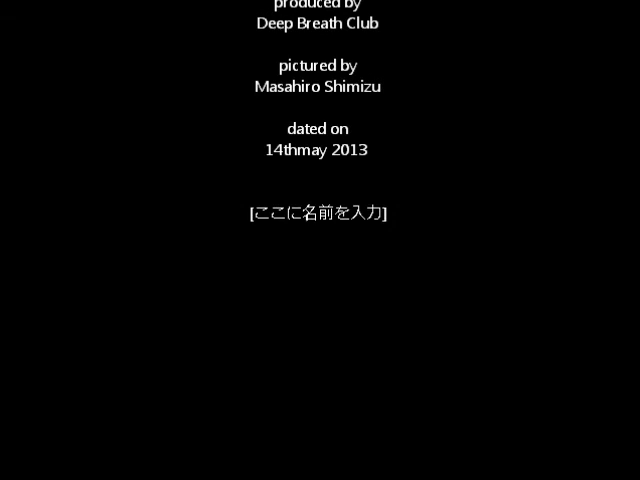 produced by
Deep Breath Club
pictured by
Masahiro Shimizu
dated on
14thmay 2013
[ここに名前を入力]